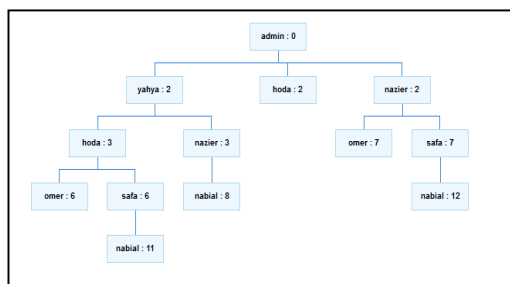 admin : 0
yahya : 2
hoda : 2
nazier : 2
hoda : 3
nazier : 3
omer : 7
safa : 7
omer : 6
safa : 6
nabial : 8
nabial : 12
nabial : 11